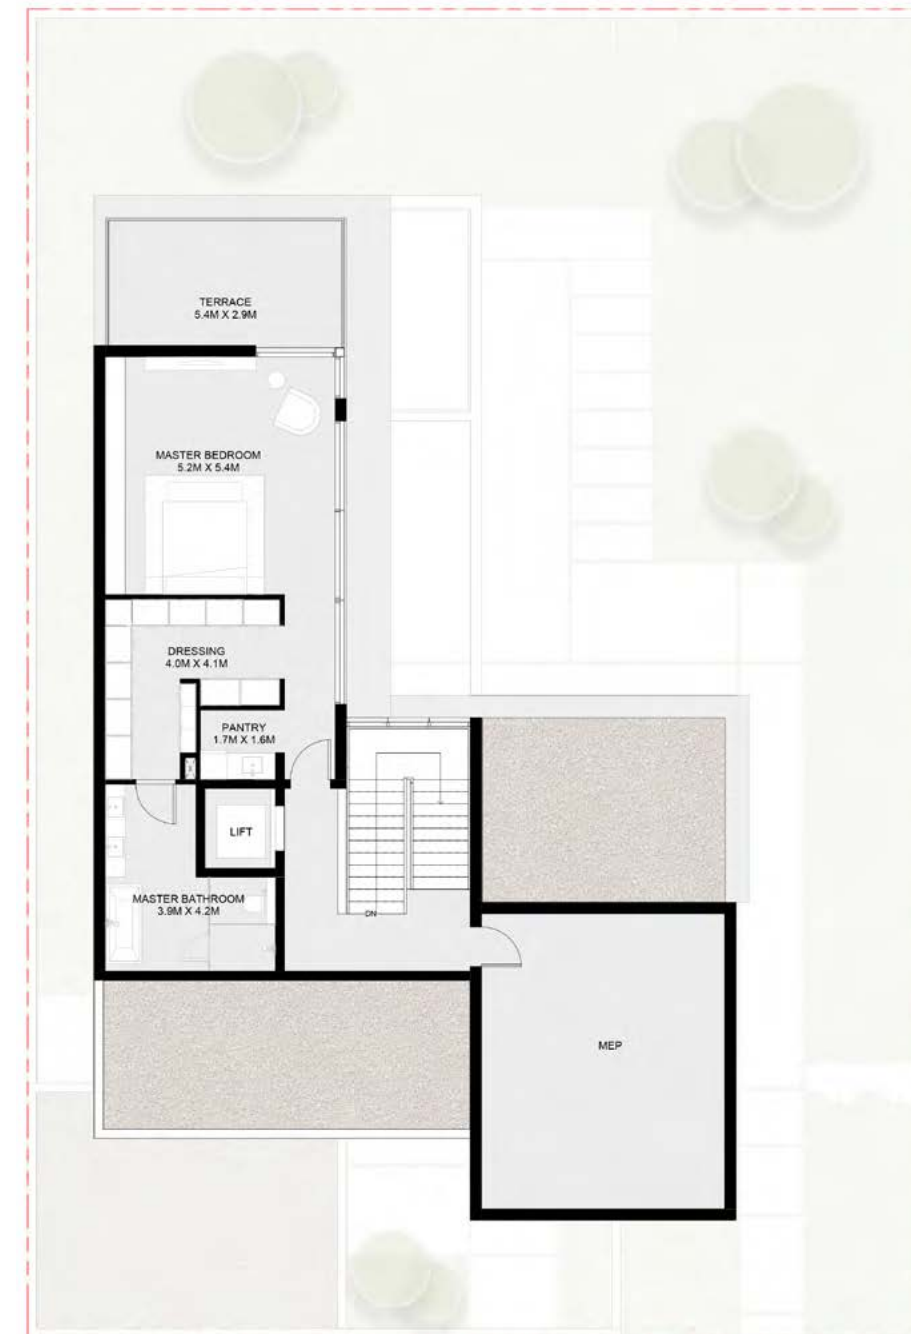 TERRACE
5.4M X 2.9M
MASTER BEDROOM
5.2M X 5.4M
DRESSING
4.0M X 4.1M
PANTRY
1.7M X 1.6M
LIFT
MASTER BATHROOM
3.9M X 4.2M
DN
MEP